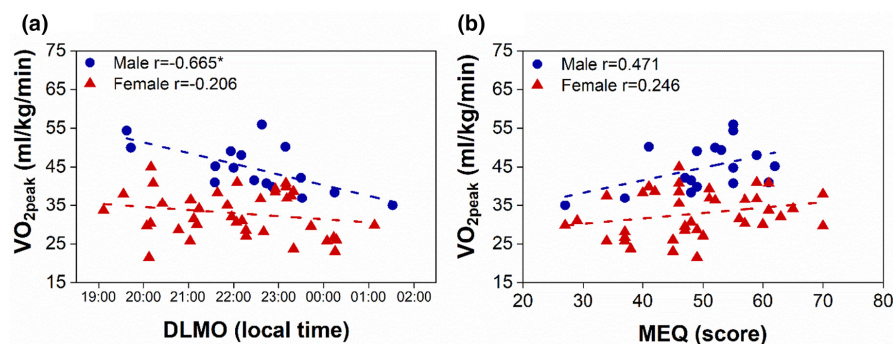 (a)
75
65
55
45
35
25
15
VO2peak (ml/kg/min)
Male r=-0.665*
Female r=-0.206
19:00 20:00 21:00 22:00 23:00 00:00 01:00 02:00
DLMO (local time)
(b)
75
65
55
45
35
25
15
VO2peak (ml/kg/min)
Male r=0.471
Female r=0.246
20 30 40 50 60 70 80
MEQ (score)